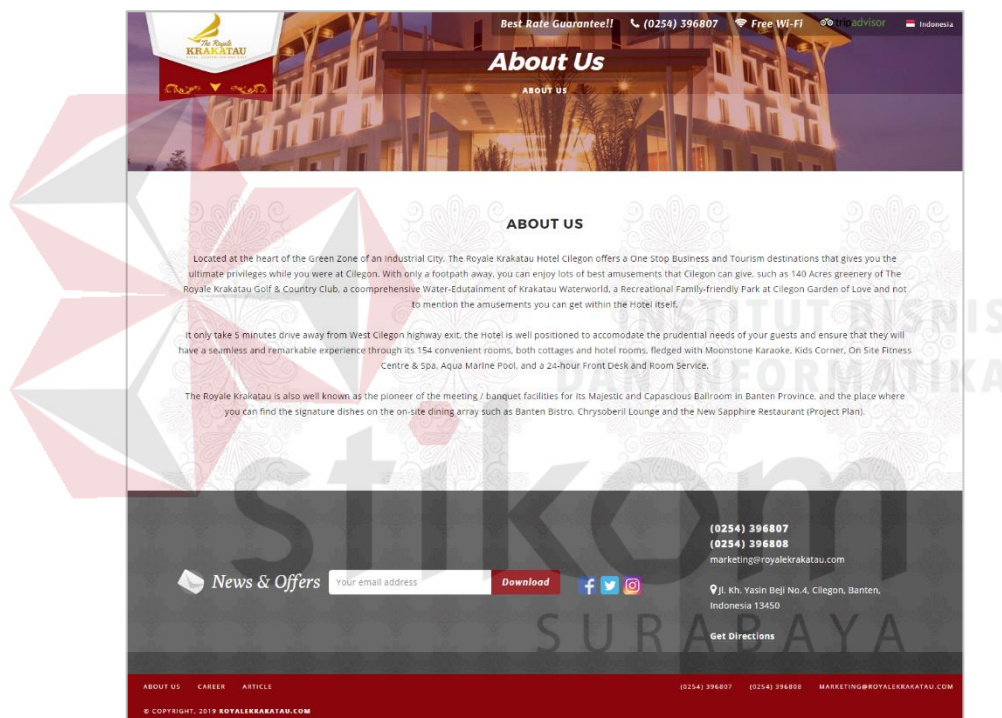 Best Rate Guarantee!! (0254) 396807 Free Wi-Fi tripadvisor Indonesia
The Royale
KRAKATAU
About Us
ABOUT US
ABOUT US
Located at the heart of the Green Zone of an Industrial City, The Royale Krakatau Hotel Cilegon offers a One Stop Business and Tourism destinations that gives you the
ultimate privileges while you were at Cilegon. With only a footpath away, you can enjoy lots of best amusements that Cilegon can give, such as 140 Acres greenery of The
Royale Krakatau Golf & Country Club, a coomprehensive Water-Edutainment of Krakatau Waterworld, a Recreational Family-friendly Park at Cilegon Garden of Love and not
to mention the amusements you can get within the Hotel itself.
It only take 5 minutes drive away from West Cilegon highway exit, the Hotel is well positioned to accomodate the prudential needs of your guests and ensure that they will
have a seamless and remarkable experience through its 154 convenient rooms, both cottages and hotel rooms, fledged with Moonstone Karaoke, Kids Corner, On Site Fitness
Centre & Spa, Aqua Marine Pool, and a 24-hour Front Desk and Room Service.
The Royale Krakatau is also well known as the pioneer of the meeting / banquet facilities for its Majestic and Capascious Ballroom in Banten Province, and the place where
you can find the signature dishes on the on-site dining array such as Banten Bistro, Chrysoberil Lounge and the New Sapphire Restaurant (Project Plan).
INSTITUT BISNIS
DAN INFORMATIKA
stikom
SURABAYA
News & Offers Your email address Download
(0254) 396807
(0254) 396808
marketing@royalekrakatau.com
Jl. Kh. Yasin Beji No.4, Cilegon, Banten,
Indonesia 13450
Get Directions
ABOUT US CAREER ARTICLE (0254) 396807 (0254) 396808 MARKETING@ROYALEKRAKATAU.COM
© COPYRIGHT, 2019 ROYALEKRAKATAU.COM